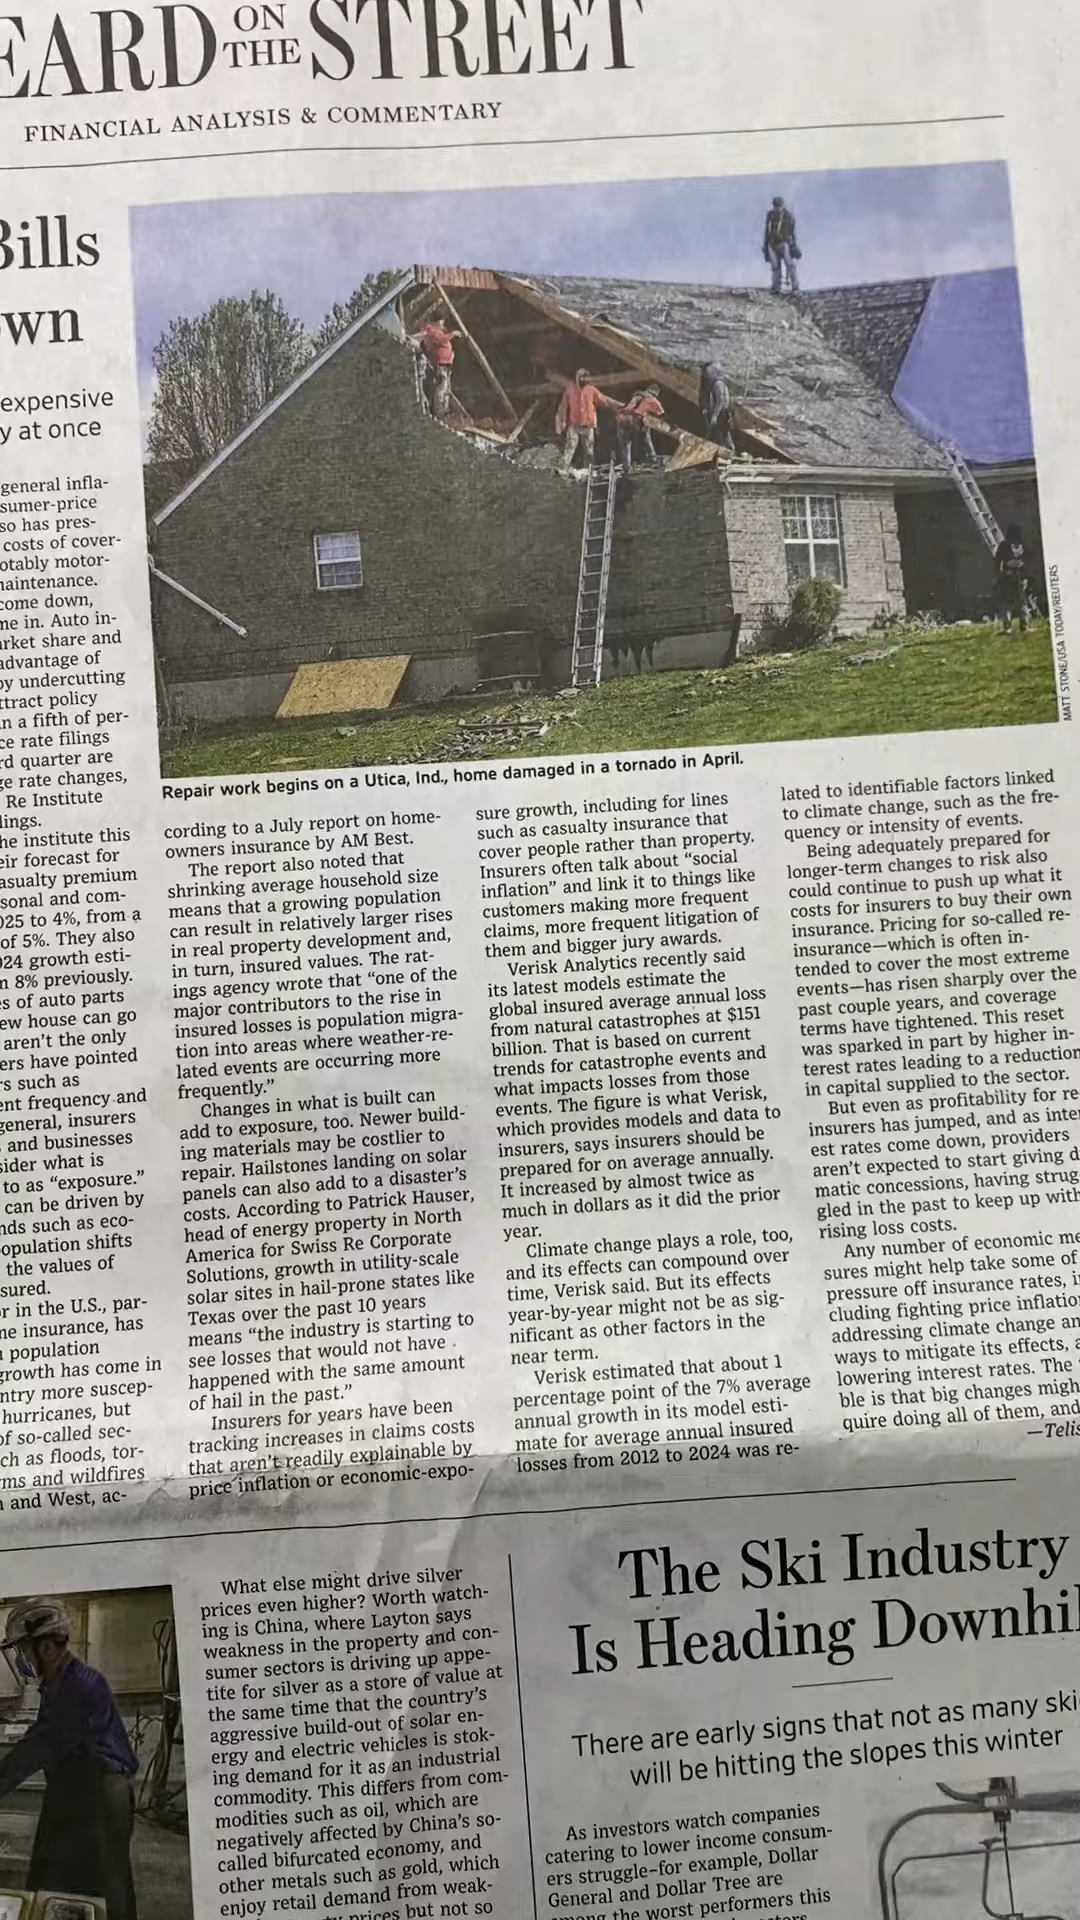 EARD ON THE STREET
FINANCIAL ANALYSIS & COMMENTARY
Bills
own
expensive
y at once
general infla-
sumer-price
so has pres-
costs of cover-
otably motor-
naintenance.
come down,
me in. Auto in-
arket share and
advantage of
by undercutting
ttract policy
n a fifth of per-
ce rate filings
rd quarter are
ge rate changes,
Re Institute
lings.
he institute this
eir forecast for
asualty premium
sonal and com-
025 to 4%, from a
of 5%. They also
024 growth esti-
n 8% previously.
es of auto parts
ew house can go
aren't the only
ers have pointed
rs such as
ent frequency and
general, insurers
and businesses
sider what is
to as “exposure.”
can be driven by
nds such as eco-
opulation shifts
the values of
sured.
or in the U.S., par-
ne insurance, has
population
growth has come in
ntry more suscep-
hurricanes, but
of so-called sec-
ch as floods, tor-
rms and wildfires
n and West, ac-
MATT STONE/USA TODAY/REUTERS
Repair work begins on a Utica, Ind., home damaged in a tornado in April.
cording to a July report on home-
owners insurance by AM Best.
The report also noted that
shrinking average household size
means that a growing population
can result in relatively larger rises
in real property development and,
in turn, insured values. The rat-
ings agency wrote that “one of the
major contributors to the rise in
insured losses is population migra-
tion into areas where weather-re-
lated events are occurring more
frequently.”
Changes in what is built can
add to exposure, too. Newer build-
ing materials may be costlier to
repair. Hailstones landing on solar
panels can also add to a disaster's
costs. According to Patrick Hauser,
head of energy property in North
America for Swiss Re Corporate
Solutions, growth in utility-scale
solar sites in hail-prone states like
Texas over the past 10 years
means “the industry is starting to
see losses that would not have
happened with the same amount
of hail in the past.”
Insurers for years have been
tracking increases in claims costs
that aren't readily explainable by
price inflation or economic-expo-
sure growth, including for lines
such as casualty insurance that
cover people rather than property.
Insurers often talk about “social
inflation” and link it to things like
customers making more frequent
claims, more frequent litigation of
them and bigger jury awards.
Verisk Analytics recently said
its latest models estimate the
global insured average annual loss
from natural catastrophes at $151
billion. That is based on current
trends for catastrophe events and
what impacts losses from those
events. The figure is what Verisk,
which provides models and data to
insurers, says insurers should be
prepared for on average annually.
It increased by almost twice as
much in dollars as it did the prior
year.
Climate change plays a role, too,
and its effects can compound over
time, Verisk said. But its effects
year-by-year might not be as sig-
nificant as other factors in the
near term.
Verisk estimated that about 1
percentage point of the 7% average
annual growth in its model esti-
mate for average annual insured
losses from 2012 to 2024 was re-
lated to identifiable factors linked
to climate change, such as the fre-
quency or intensity of events.
Being adequately prepared for
longer-term changes to risk also
could continue to push up what it
costs for insurers to buy their own
insurance. Pricing for so-called re-
insurance—which is often in-
tended to cover the most extreme
events—has risen sharply over the
past couple years, and coverage
terms have tightened. This reset
was sparked in part by higher in-
terest rates leading to a reduction
in capital supplied to the sector.
But even as profitability for re
insurers has jumped, and as inter
est rates come down, providers
aren't expected to start giving d
matic concessions, having strug
gled in the past to keep up with
rising loss costs.
Any number of economic me
sures might help take some of
pressure off insurance rates, i
cluding fighting price inflatio
addressing climate change an
ways to mitigate its effects, a
lowering interest rates. The
ble is that big changes migh
quire doing all of them, and
—Telis
What else might drive silver
prices even higher? Worth watch-
ing is China, where Layton says
weakness in the property and con-
sumer sectors is driving up appe-
tite for silver as a store of value at
the same time that the country's
aggressive build-out of solar en-
ergy and electric vehicles is stok-
ing demand for it as an industrial
commodity. This differs from com-
modities such as oil, which are
negatively affected by China's so-
called bifurcated economy, and
other metals such as gold, which
enjoy retail demand from weak-
prices but not so
The Ski Industry
Is Heading Downhil
There are early signs that not as many ski
will be hitting the slopes this winter
As investors watch companies
catering to lower income consum-
ers struggle–for example, Dollar
General and Dollar Tree are
among the worst performers this